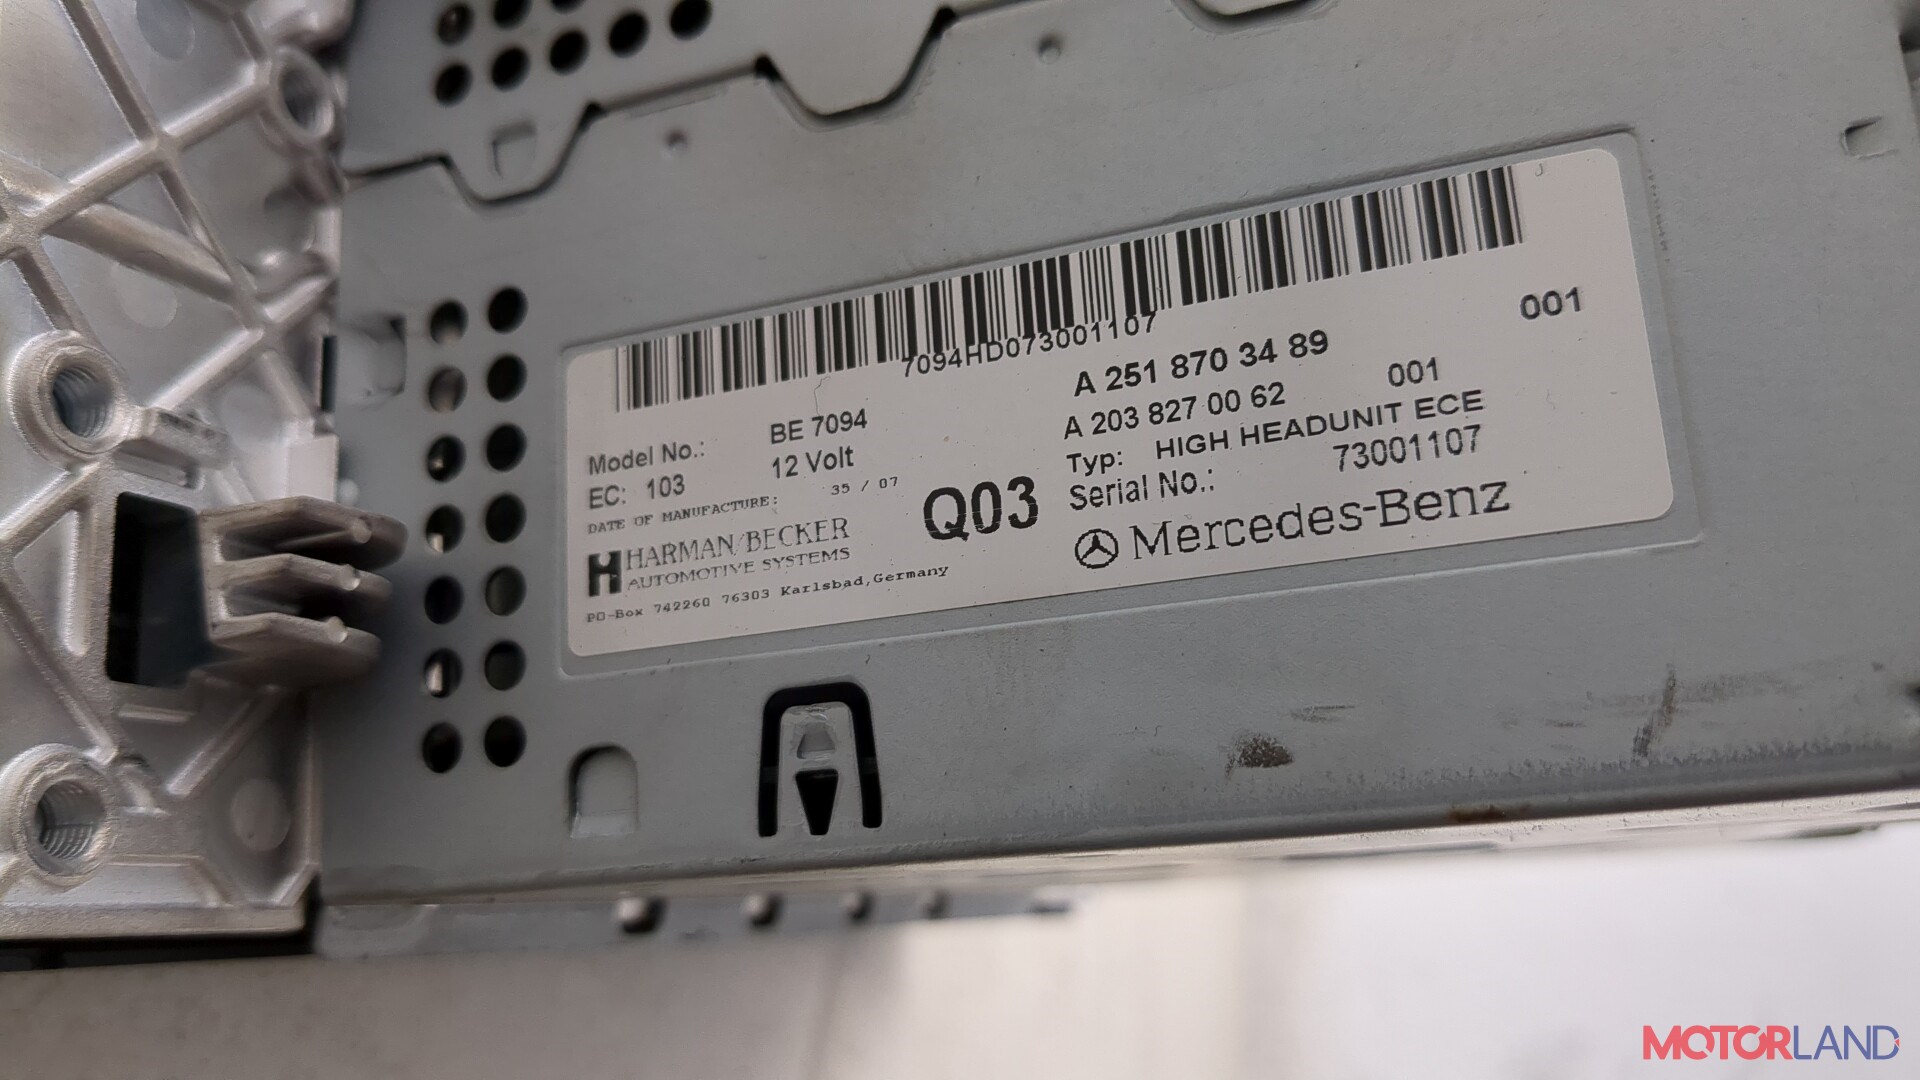 7094HD073001107
001
A 251 870 34 89
A 203 827 00 62 001
Typ: HIGH HEADUNIT ECE
Serial No.: 73001107
Mercedes-Benz
Model No.: BE 7094
EC: 103 12 Volt
DATE OF MANUFACTURE: 35 / 07
Q03
HARMAN/BECKER
AUTOMOTIVE SYSTEMS
PO-Box 742260 76303 Karlsbad,Germany
MOTORLAND